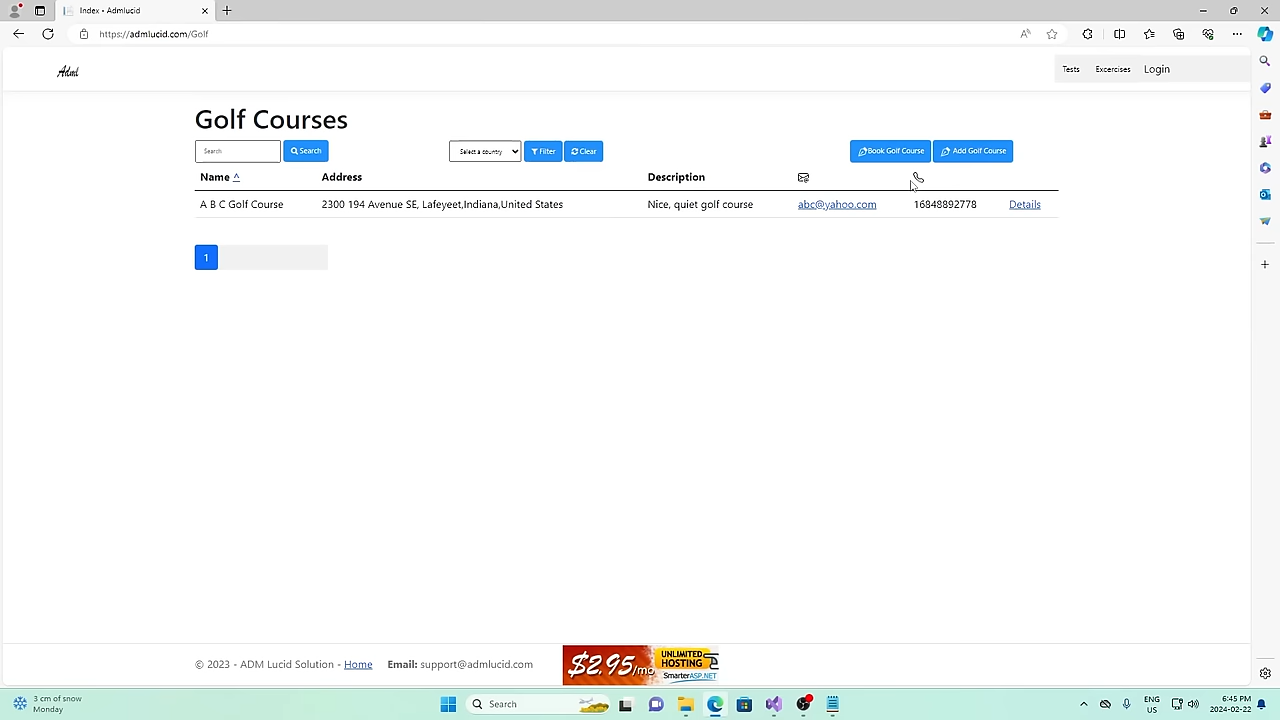 Index - Admlucid
https://admlucid.com/Golf
Adml
Tests Excercises Login
Golf Courses
Search Search Select a country Filter Clear Book Golf Course Add Golf Course
Name ^ Address Description
A B C Golf Course 2300 194 Avenue SE, Lafeyeet,Indiana,United States Nice, quiet golf course abc@yahoo.com 16848892778 Details
1
© 2023 - ADM Lucid Solution - Home Email: support@admlucid.com
$2.95/mo UNLIMITED HOSTING SmarterASP.NET
3 cm of snow
Monday
Search
ENG
US
6:45 PM
2024-02-22